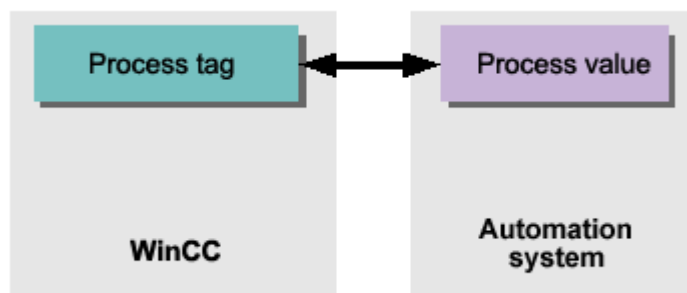 Process tag
Process value
WinCC
Automation
system